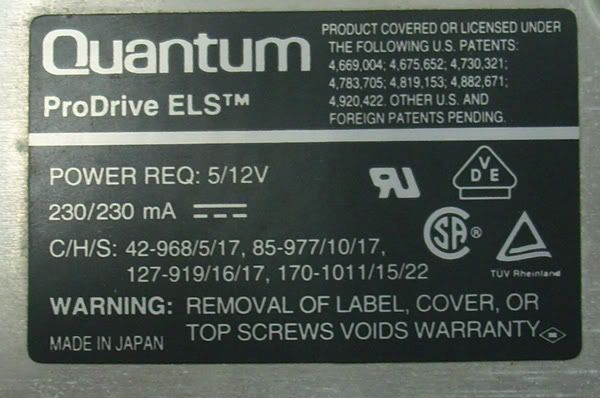 Quantum
ProDrive ELS™
PRODUCT COVERED OR LICENSED UNDER
THE FOLLOWING U.S. PATENTS:
4,669,004; 4,675,652; 4,730,321;
4,783,705; 4,819,153; 4,882,671;
4,920,422. OTHER U.S. AND
FOREIGN PATENTS PENDING.
POWER REQ: 5/12V
230/230 mA
C/H/S: 42-968/5/17, 85-977/10/17,
127-919/16/17, 170-1011/15/22
RU
VDE
SA®
TÜV Rheinland
WARNING: REMOVAL OF LABEL, COVER, OR
TOP SCREWS VOIDS WARRANTY
MADE IN JAPAN